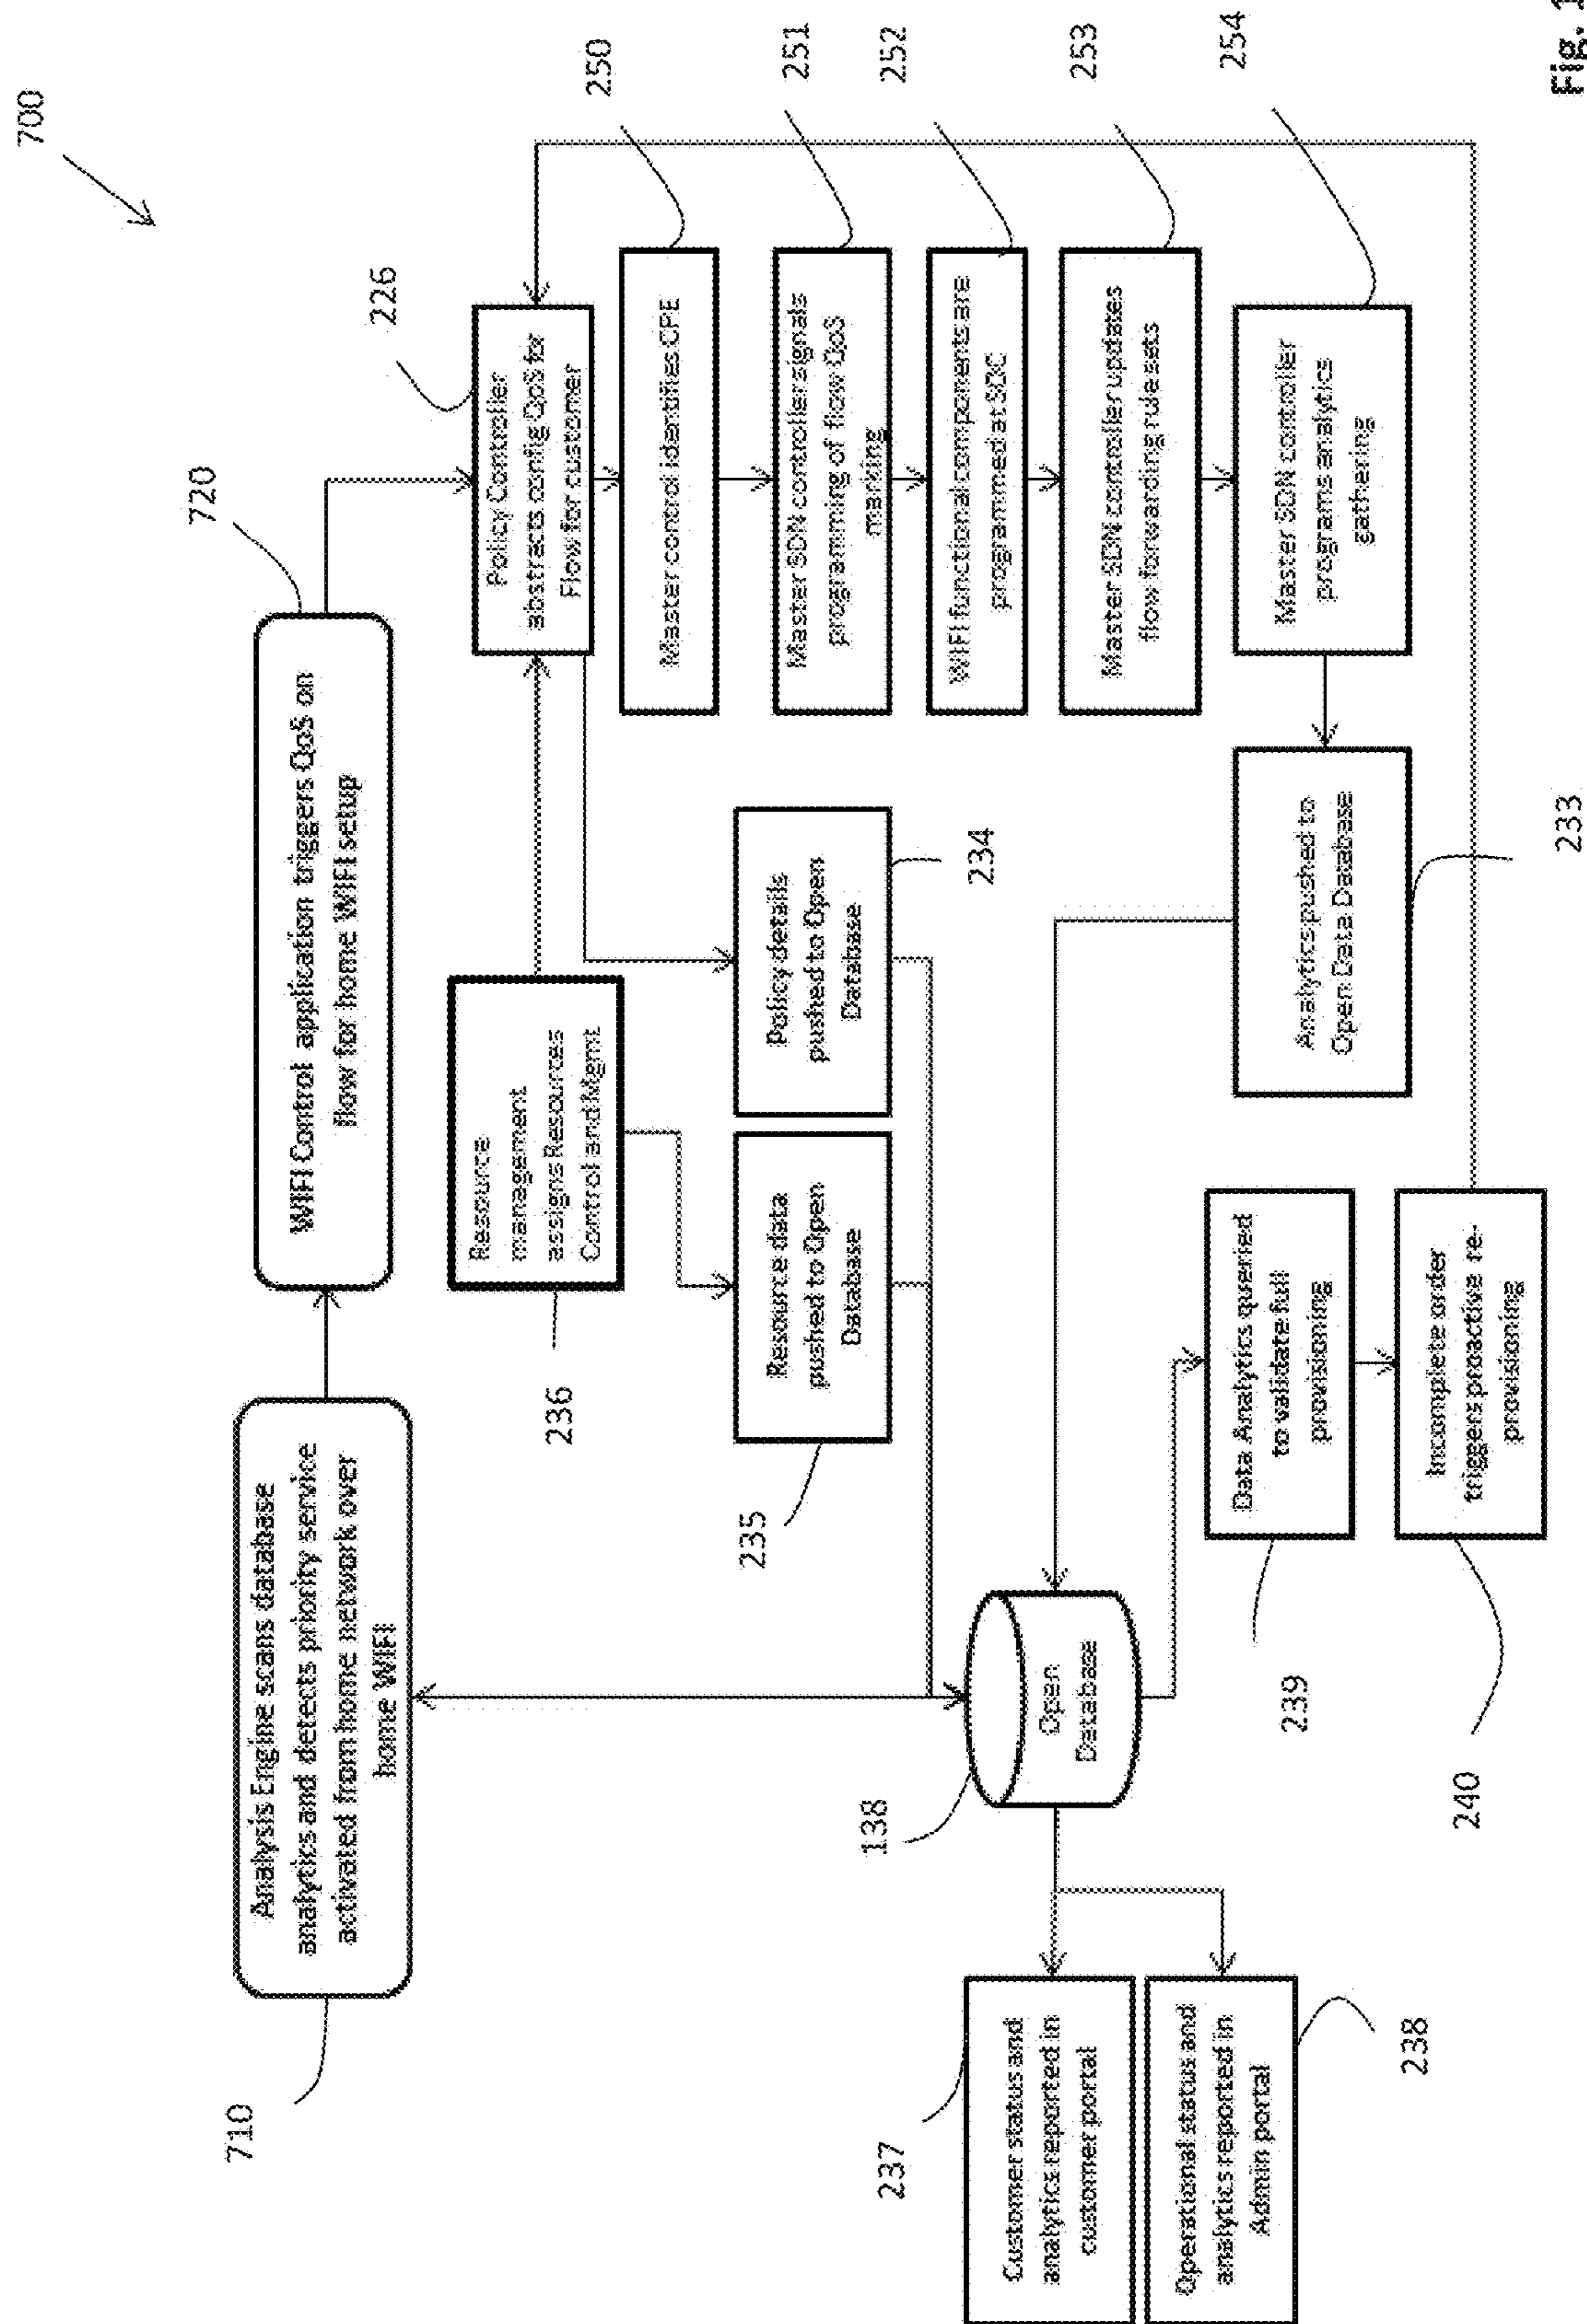 700
710
Analysis Engine scans database
analytics and detects priority service
activated from home network over
home WIFI
720
WIFI Control application triggers QoS on
flow for home WIFI setup
226
Policy Controller
abstracts config QoS for
Flow for customer
236
Resource
management
assigns Resources
Control and Mgmt
250
Master control identifies CPE
251
Master SDN controller signals
programming of flow QoS
marking
252
WIFI functional components are
programmed at SDC
253
Master SDN controller updates
flow forwarding rule sets
254
Master SDN controller
programs analytics
gathering
235
Resource data
pushed to Open
Database
234
Policy details
pushed to Open
Database
138
Open
Database
233
Analytics pushed to
Open Data Database
237
Customer status and
analytics reported in
customer portal
238
Operational status and
analytics reported in
Admin portal
239
Data Analytics queried
to validate full
provisioning
240
Incomplete order
triggers proactive re-
provisioning
Fig. 1